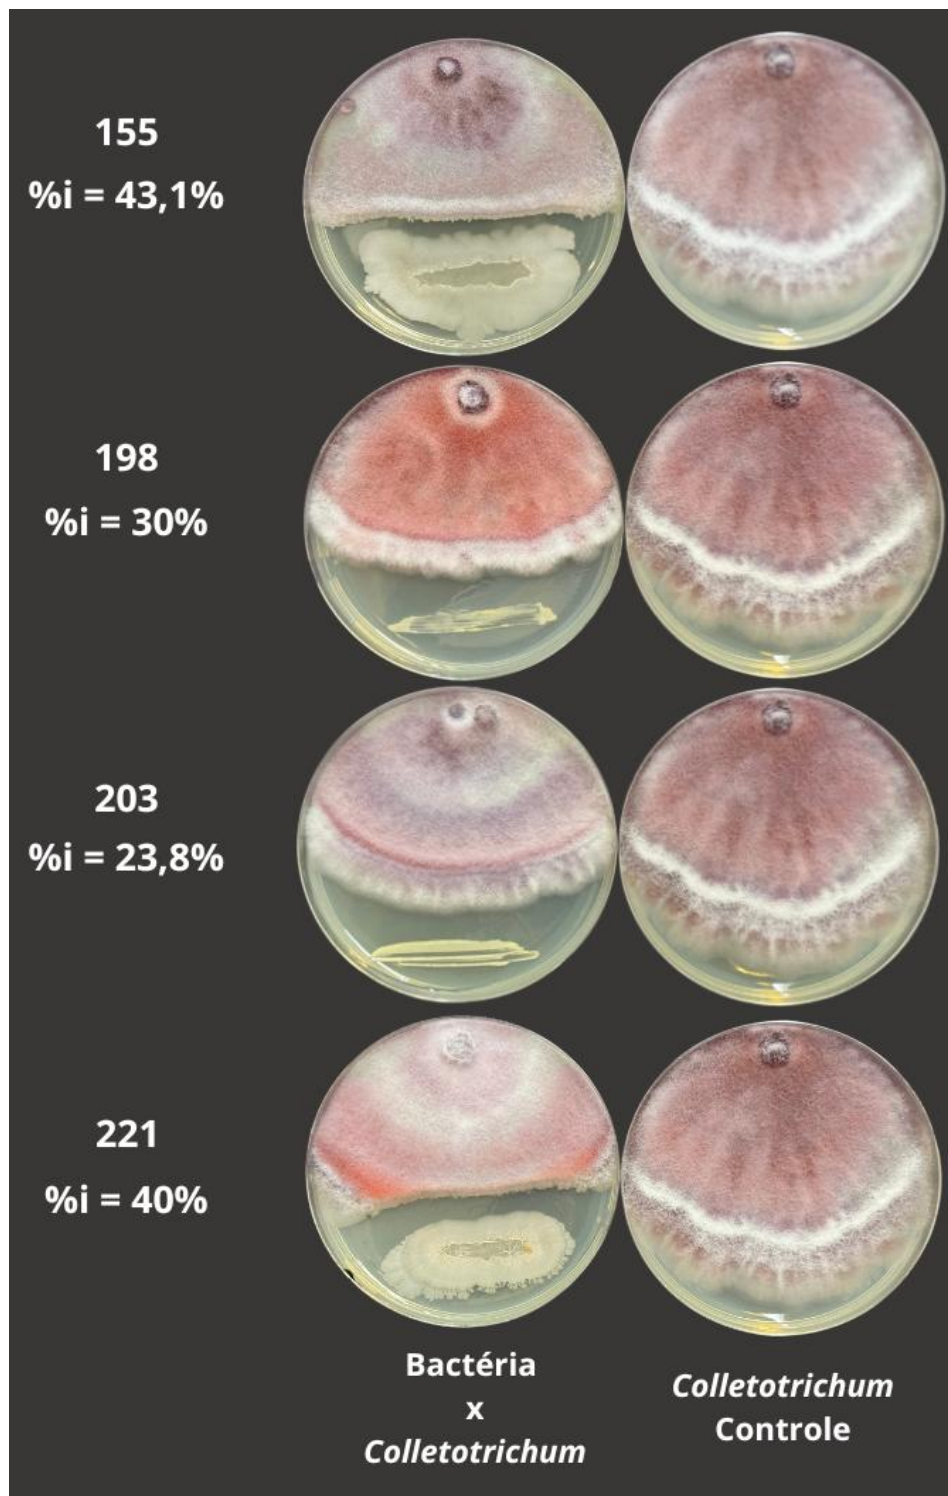 155
%i = 43,1%
198
%i = 30%
203
%i = 23,8%
221
%i = 40%
Bactéria
x
Colletotrichum
Colletotrichum
Controle